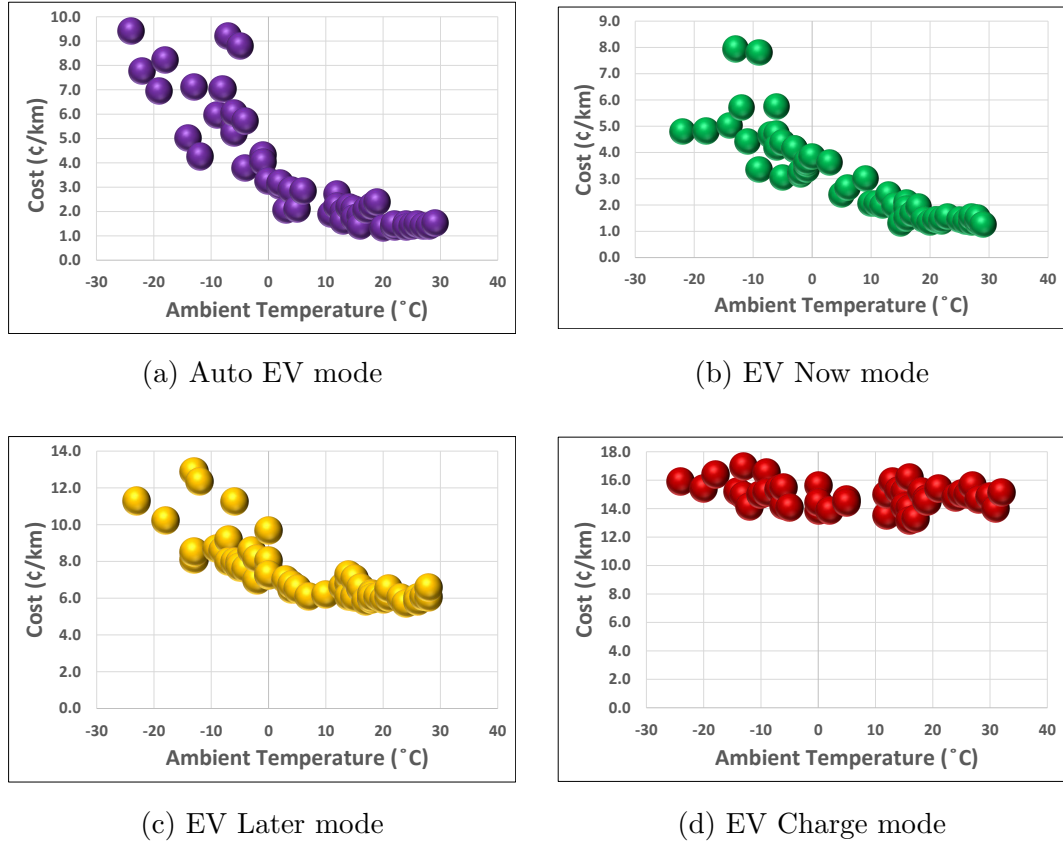 10.0
9.0
8.0
7.0
6.0
5.0
4.0
3.0
2.0
1.0
0.0
Cost (¢/km)
-30 -20 -10 0 10 20 30 40
Ambient Temperature (˚C)
(a) Auto EV mode
9.0
8.0
7.0
6.0
5.0
4.0
3.0
2.0
1.0
0.0
Cost (¢/km)
-30 -20 -10 0 10 20 30 40
Ambient Temperature (˚C)
(b) EV Now mode
14.0
12.0
10.0
8.0
6.0
4.0
2.0
0.0
Cost (¢/km)
-30 -20 -10 0 10 20 30 40
Ambient Temperature (˚C)
(c) EV Later mode
18.0
16.0
14.0
12.0
10.0
8.0
6.0
4.0
2.0
0.0
Cost (¢/km)
-30 -20 -10 0 10 20 30 40
Ambient Temperature (˚C)
(d) EV Charge mode